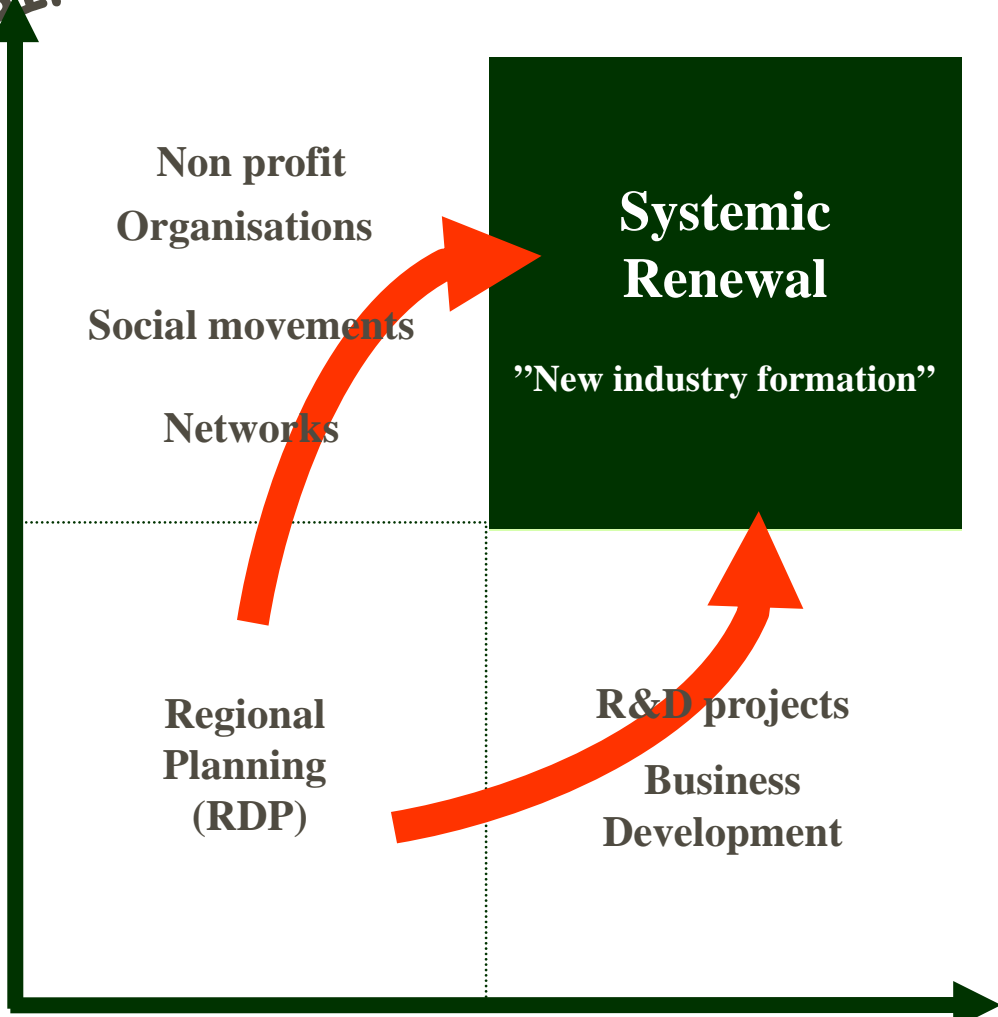 Non profit
Organisations
Social movements
Networks
Systemic
Renewal
”New industry formation”
Regional
Planning
(RDP)
R&D projects
Business
Development